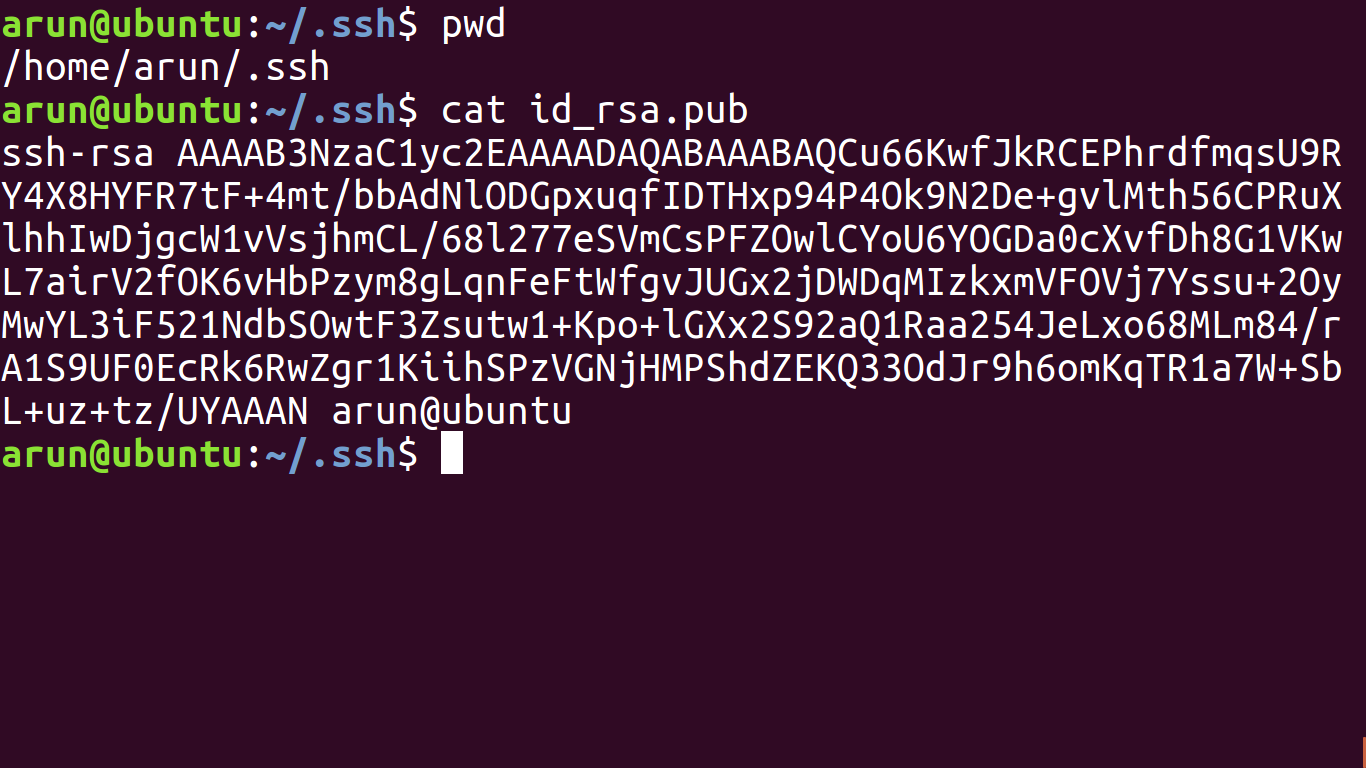 arun@ubuntu:~/.ssh$ pwd
/home/arun/.ssh
arun@ubuntu:~/.ssh$ cat id_rsa.pub
ssh-rsa AAAAB3NzaC1yc2EAAAADAQABAAABAQCu66KwfJkRCEPhrdfmqsU9R
Y4X8HYFR7tF+4mt/bbAdNlODGpxuqfIDTHxp94P4Ok9N2De+gvlMth56CPRuX
lhhIwDjgcW1vVsjhmCL/68l277eSVmCsPFZOwlCYoU6YOGDa0cXvfDh8G1VKw
L7airV2fOK6vHbPzym8gLqnFeFtWfgvJUGx2jDWDqMIzkxmVFOVj7Yssu+2Oy
MwYL3iF521NdbSOwtF3Zsutw1+Kpo+lGXx2S92aQ1Raa254JeLxo68MLm84/r
A1S9UF0EcRk6RwZgr1KiihSPzVGNjHMPShdZEKQ33OdJr9h6omKqTR1a7W+Sb
L+uz+tz/UYAAAN arun@ubuntu
arun@ubuntu:~/.ssh$